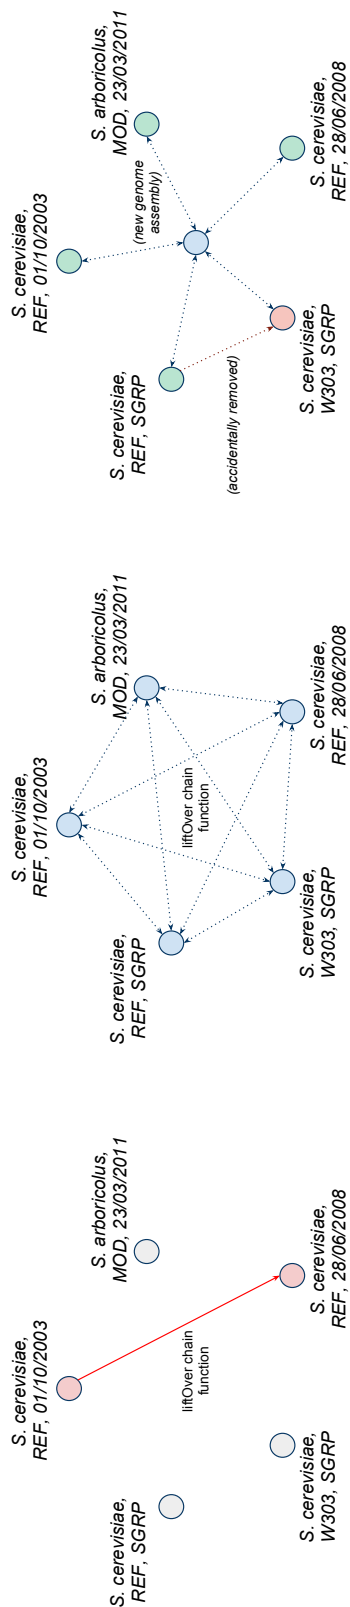 S. cerevisiae,
REF, 01/10/2003
S. cerevisiae,
REF, SGRP
S. arboricolus,
MOD, 23/03/2011
liftOver chain
function
S. cerevisiae,
W303, SGRP
S. cerevisiae,
REF, 28/06/2008
S. cerevisiae,
REF, 01/10/2003
S. cerevisiae,
REF, SGRP
S. arboricolus,
MOD, 23/03/2011
liftOver chain
function
S. cerevisiae,
W303, SGRP
S. cerevisiae,
REF, 28/06/2008
S. cerevisiae,
REF, 01/10/2003
S. cerevisiae,
REF, SGRP
S. arboricolus,
MOD, 23/03/2011
(new genome
assembly)
(accidentally removed)
S. cerevisiae,
W303, SGRP
S. cerevisiae,
REF, 28/06/2008